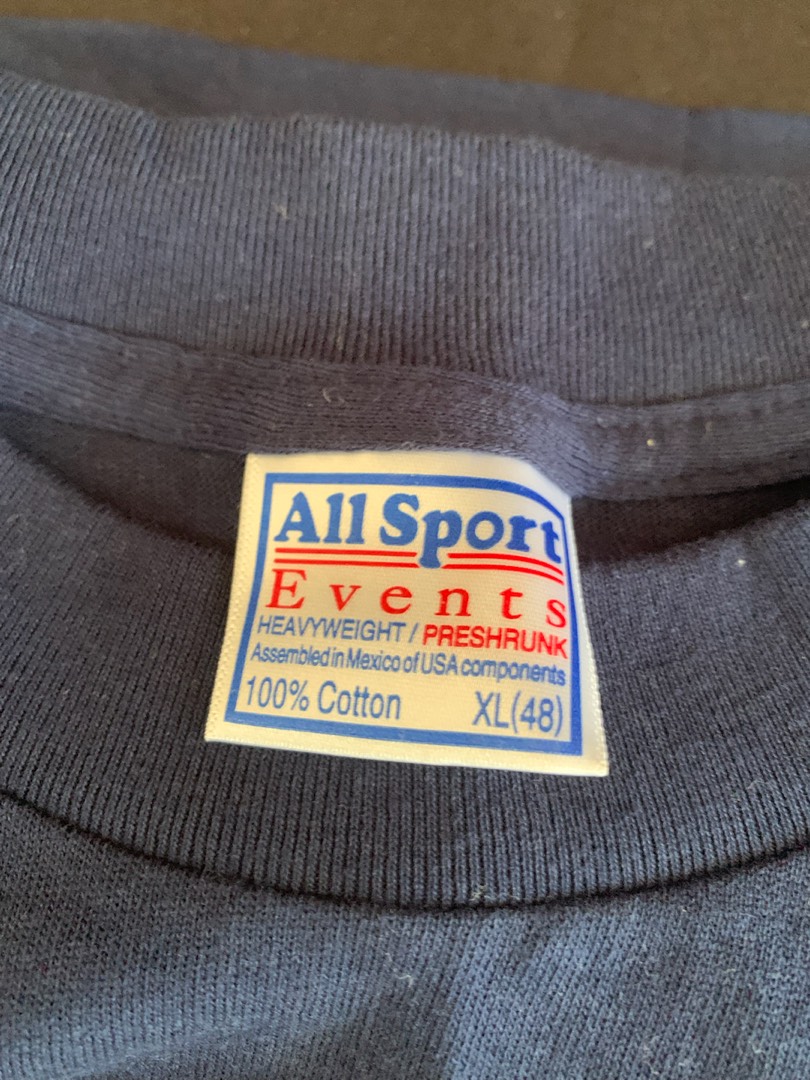 All Sport
Events
HEAVYWEIGHT / PRESHRUNK
Assembled in Mexico of USA components
100% Cotton XL(48)